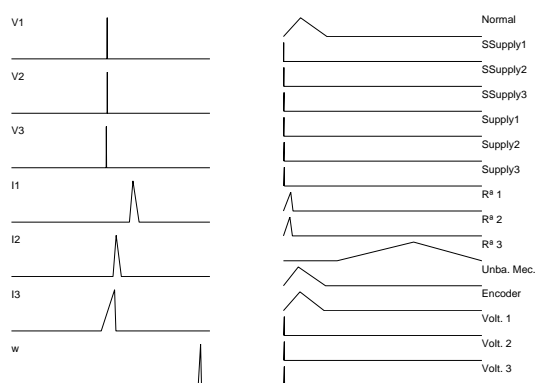 V1
V2
V3
I1
I2
I3
w
Normal
SSupply1
SSupply2
SSupply3
Supply1
Supply2
Supply3
Rª 1
Rª 2
Rª 3
Unba. Mec.
Encoder
Volt. 1
Volt. 2
Volt. 3